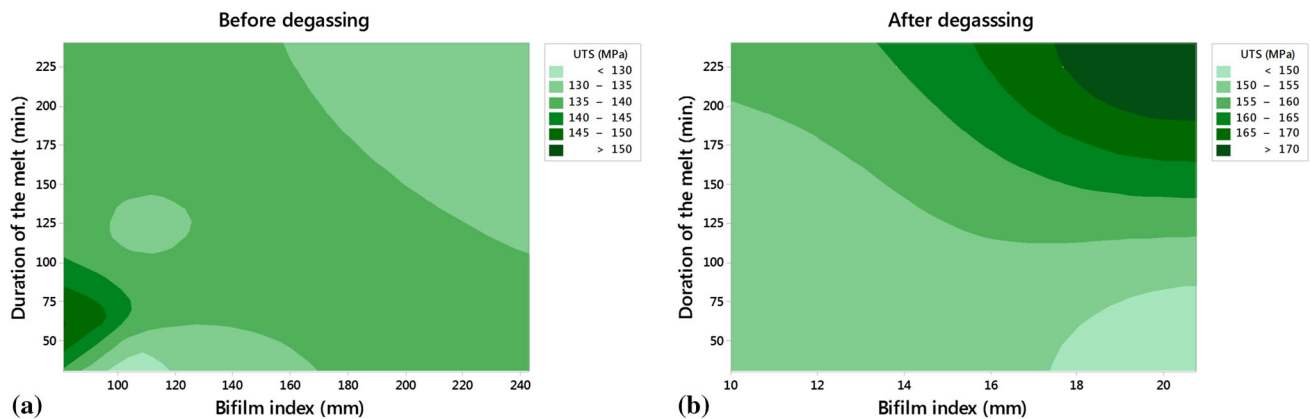 Before degassing
Duration of the melt (min.)
225
200
175
150
125
100
75
50
100
120
140
160
180
200
220
240
Bifilm index (mm)
UTS (MPa)
< 130
130 – 135
135 – 140
140 – 145
145 – 150
> 150
(a)
After degasssing
Doration of the melt (min.)
225
200
175
150
125
100
75
50
10
12
14
16
18
20
Bifilm index (mm)
UTS (MPa)
< 150
150 – 155
155 – 160
160 – 165
165 – 170
> 170
(b)